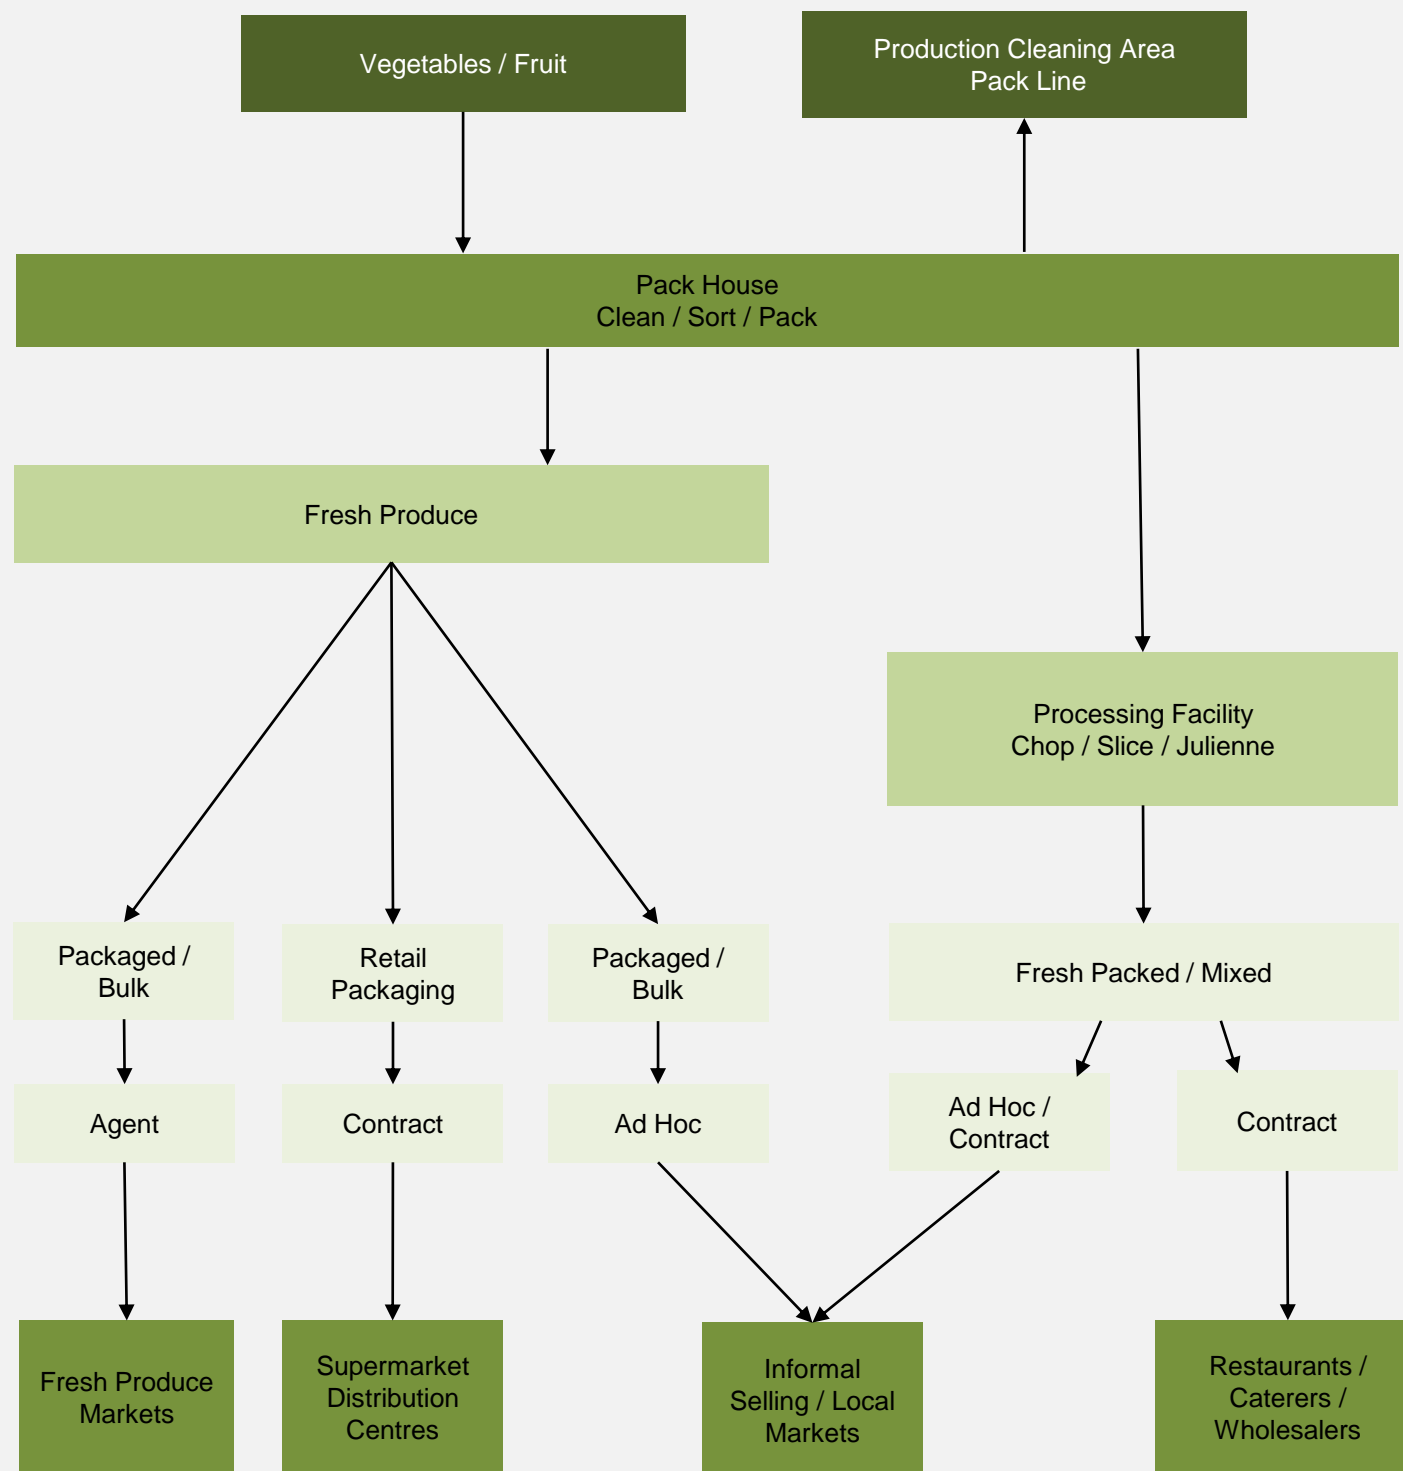 Vegetables / Fruit
Production Cleaning Area
Pack Line
Pack House
Clean / Sort / Pack
Fresh Produce
Processing Facility
Chop / Slice / Julienne
Packaged /
Bulk
Retail
Packaging
Packaged /
Bulk
Fresh Packed / Mixed
Agent
Contract
Ad Hoc
Ad Hoc /
Contract
Contract
Fresh Produce
Markets
Supermarket
Distribution
Centres
Informal
Selling / Local
Markets
Restaurants /
Caterers /
Wholesalers